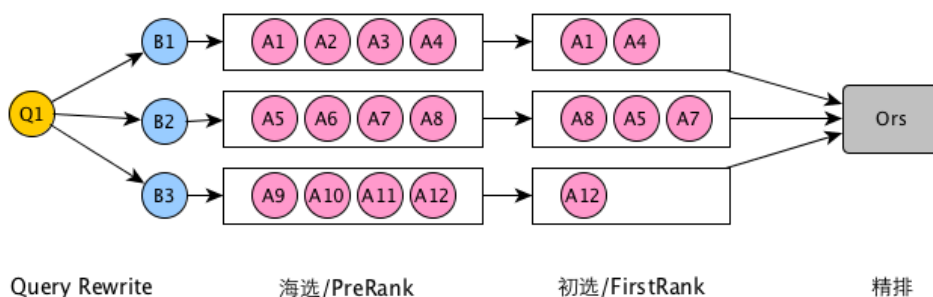 Q1
B1
A1 A2 A3 A4
A1 A4
B2
A5 A6 A7 A8
A8 A5 A7
Ors
B3
A9 A10 A11 A12
A12
Query Rewrite
海选/PreRank
初选/FirstRank
精排